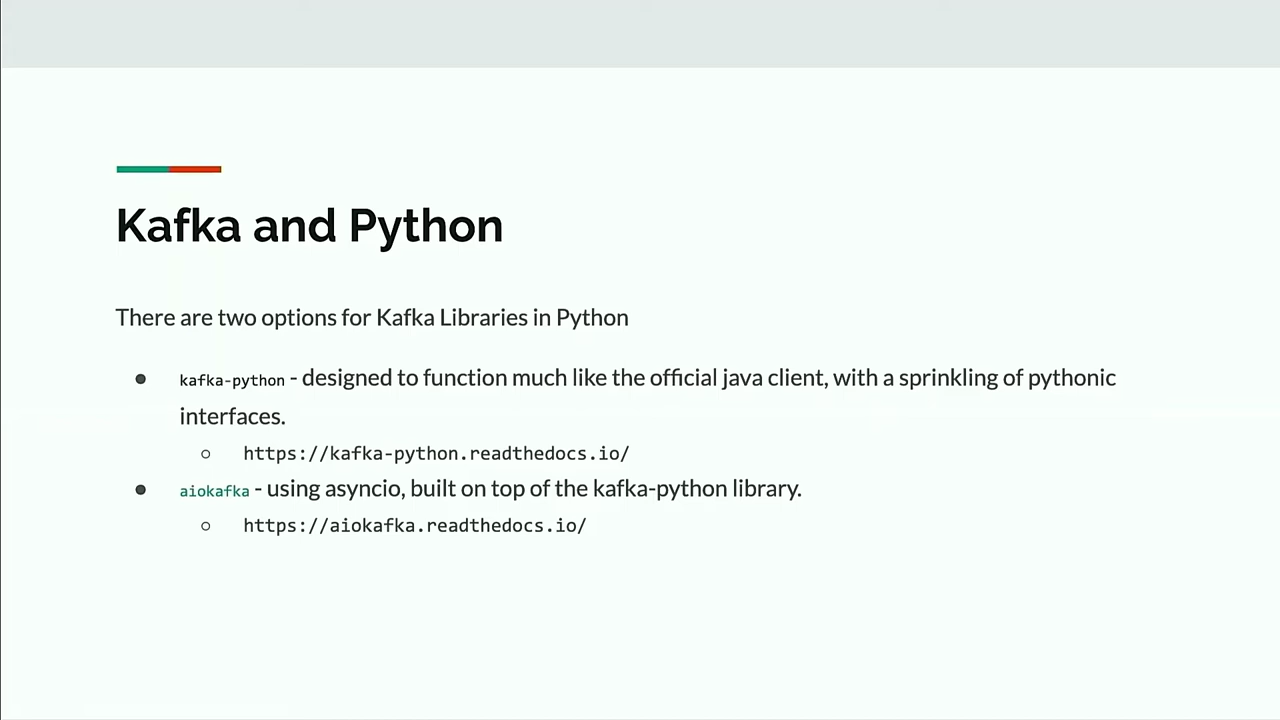 Kafka and Python
There are two options for Kafka Libraries in Python
● kafka-python - designed to function much like the official java client, with a sprinkling of pythonic
interfaces.
○ https://kafka-python.readthedocs.io/
● aiokafka - using asyncio, built on top of the kafka-python library.
○ https://aiokafka.readthedocs.io/